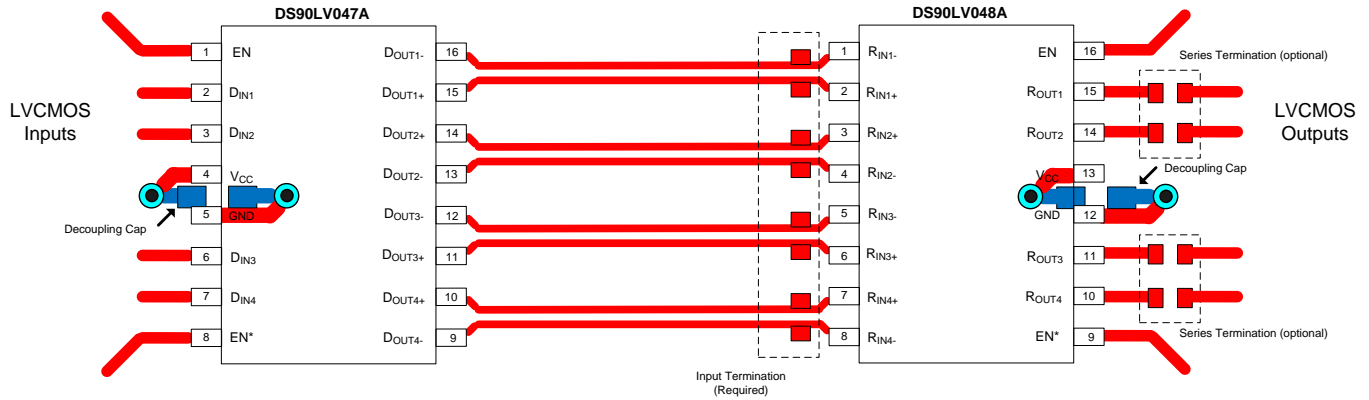 DS90LV047A
DS90LV048A
LVCMOS
Inputs
1 EN
2 DIN1
3 DIN2
4 VCC
5 GND
Decoupling Cap
6 DIN3
7 DIN4
8 EN*
DOUT1- 16
DOUT1+ 15
DOUT2+ 14
DOUT2- 13
DOUT3- 12
DOUT3+ 11
DOUT4+ 10
DOUT4- 9
Input Termination
(Required)
1 RIN1-
2 RIN1+
3 RIN2+
4 RIN2-
5 RIN3-
6 RIN3+
7 RIN4+
8 RIN4-
EN 16
ROUT1 15
ROUT2 14
VCC 13
GND 12
ROUT3 11
ROUT4 10
EN* 9
Series Termination (optional)
LVCMOS
Outputs
Decoupling Cap
Series Termination (optional)